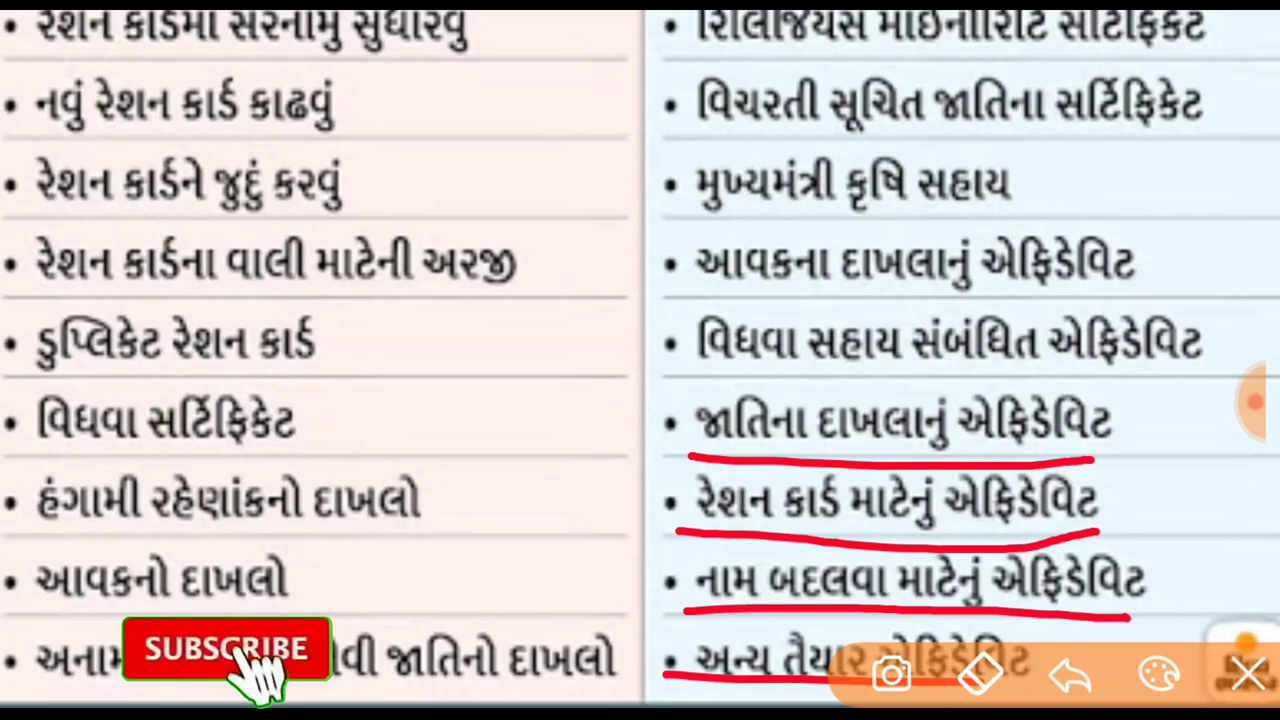 રેશન કાર્ડમાં સરનામું સુધારવું
નવું રેશન કાર્ડ કાઢવું
રેશન કાર્ડને જુદું કરવું
રેશન કાર્ડના વાલી માટેની અરજી
ડુપ્લિકેટ રેશન કાર્ડ
વિધવા સર્ટિફિકેટ
હંગામી રહેણાંકનો દાખલો
આવકનો દાખલો
જાતિનો દાખલો
SUBSCRIBE
રિલીજિયસ માઇનોરિટિ સર્ટિફિકેટ
વિચરતી સૂચિત જાતિના સર્ટિફિકેટ
મુખ્યમંત્રી કૃષિ સહાય
આવકના દાખલાનું એફિડેવિટ
વિધવા સહાય સંબંધિત એફિડેવિટ
જાતિના દાખલાનું એફિડેવિટ
રેશન કાર્ડ માટેનું એફિડેવિટ
નામ બદલવા માટેનું એફિડેવિટ
અન્ય તૈયાર એફિડેવિટ